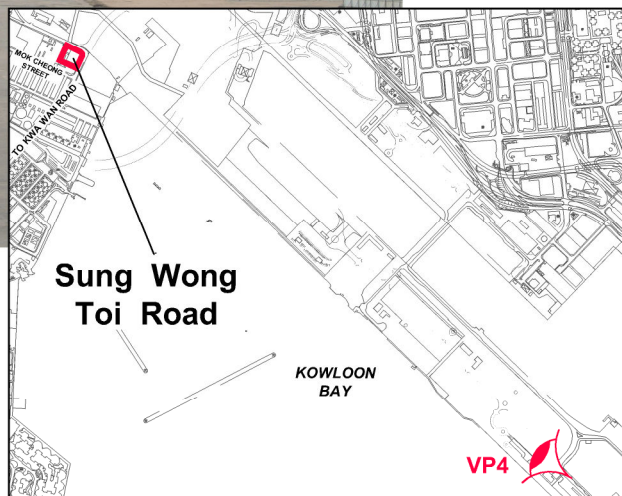 MOK CHEONG
STREET
TO KWA WAN ROAD
Sung Wong
Toi Road
KOWLOON
BAY
VP4